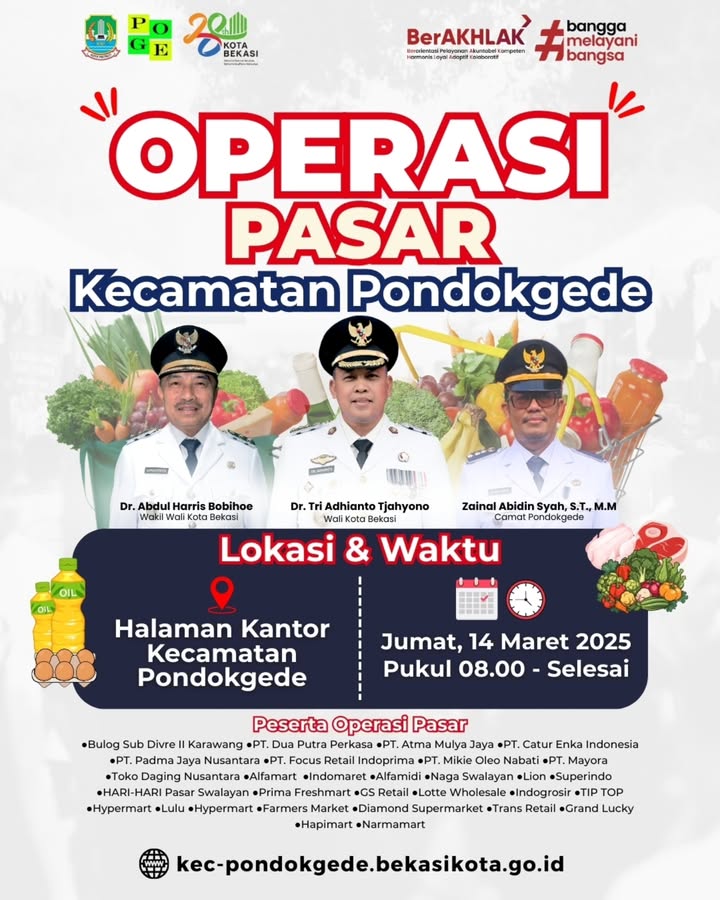 POGE
KOTA
BEKASI
BerAKHLAK
Berorientasi Pelayanan Akuntabel Kompeten
Harmonis Loyal Adaptif Kolaboratif
#bangga
melayani
bangsa
OPERASI
PASAR
Kecamatan Pondokgede
Dr. Abdul Harris Bobihoe
Wakil Wali Kota Bekasi
Dr. Tri Adhianto Tjahyono
Wali Kota Bekasi
Zainal Abidin Syah, S.T., M.M
Camat Pondokgede
Lokasi & Waktu
OIL
OIL
Halaman Kantor
Kecamatan
Pondokgede
Jumat, 14 Maret 2025
Pukul 08.00 - Selesai
Peserta Operasi Pasar
●Bulog Sub Divre II Karawang ●PT. Dua Putra Perkasa ●PT. Atma Mulya Jaya ●PT. Catur Enka Indonesia
●PT. Padma Jaya Nusantara ●PT. Focus Retail Indoprima ●PT. Mikie Oleo Nabati ●PT. Mayora
●Toko Daging Nusantara ●Alfamart ●Indomaret ●Alfamidi ●Naga Swalayan ●Lion ●Superindo
●HARI-HARI Pasar Swalayan ●Prima Freshmart ●GS Retail ●Lotte Wholesale ●Indogrosir ●TIP TOP
●Hypermart ●Lulu ●Hypermert ●Farmers Market ●Diamond Supermarket ●Trans Retail ●Grand Lucky
●Hapimart ●Narmamart
kec-pondokgede.bekasikota.go.id